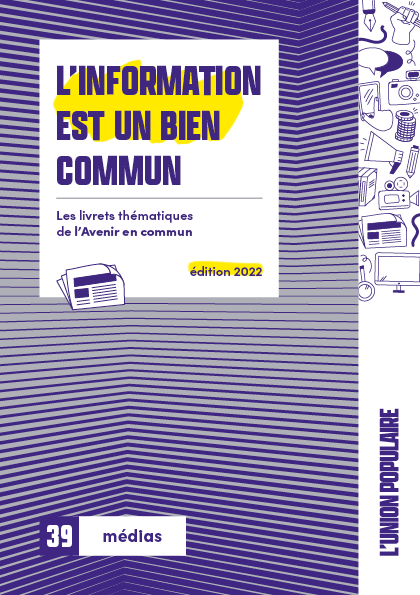 L'INFORMATION
EST UN BIEN
COMMUN
Les livrets thématiques
de l'Avenir en commun
édition 2022
L'UNION POPULAIRE
39 médias